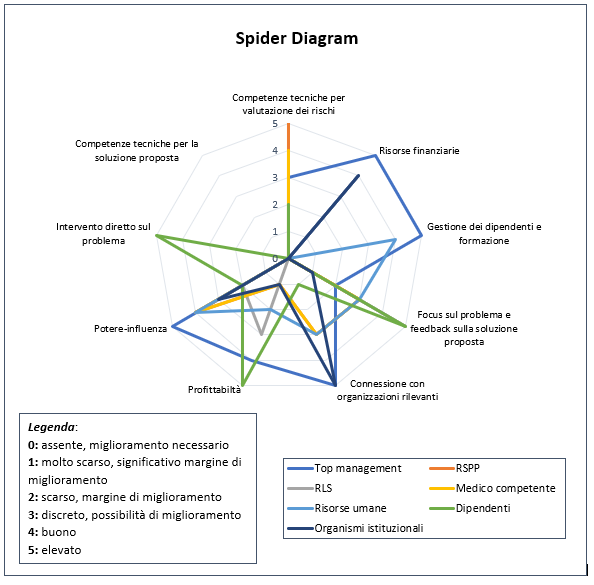 Spider Diagram
Competenze tecniche per
valutazione dei rischi
Risorse finanziarie
Gestione dei dipendenti e
formazione
Focus sul problema e
feedback sulla soluzione
proposta
Connessione con
organizzazioni rilevanti
Profittabiltà
Potere-influenza
Intervento diretto sul
problema
Competenze tecniche per la
soluzione proposta
5
4
3
2
1
0
Legenda:
0: assente, miglioramento necessario
1: molto scarso, significativo margine di
miglioramento
2: scarso, margine di miglioramento
3: discreto, possibilità di miglioramento
4: buono
5: elevato
Top management
RSPP
RLS
Medico competente
Risorse umane
Dipendenti
Organismi istituzionali